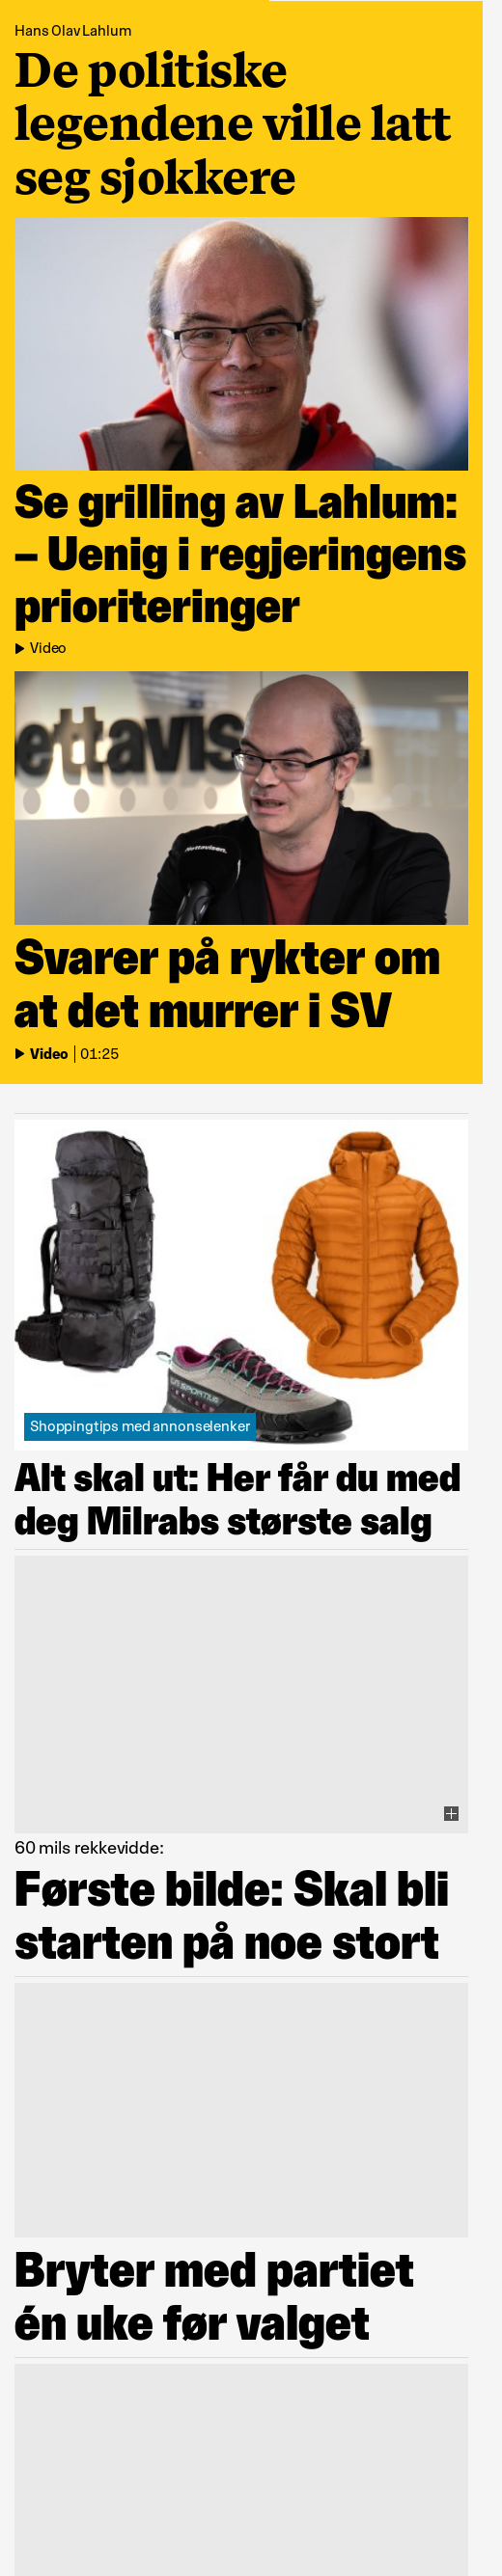 Hans Olav Lahlum
De politiske
legendene ville latt
seg sjokkere
Se grilling av Lahlum:
– Uenig i regjeringens
prioriteringer
Video
ettavis
Nettavisen.
Svarer på rykter om
at det murrer i SV
Video | 01:25
LA SPORTIVA
Shoppingtips med annonselenker
Alt skal ut: Her får du med
deg Milrabs største salg
60 mils rekkevidde:
Første bilde: Skal bli
starten på noe stort
Bryter med partiet
én uke før valget